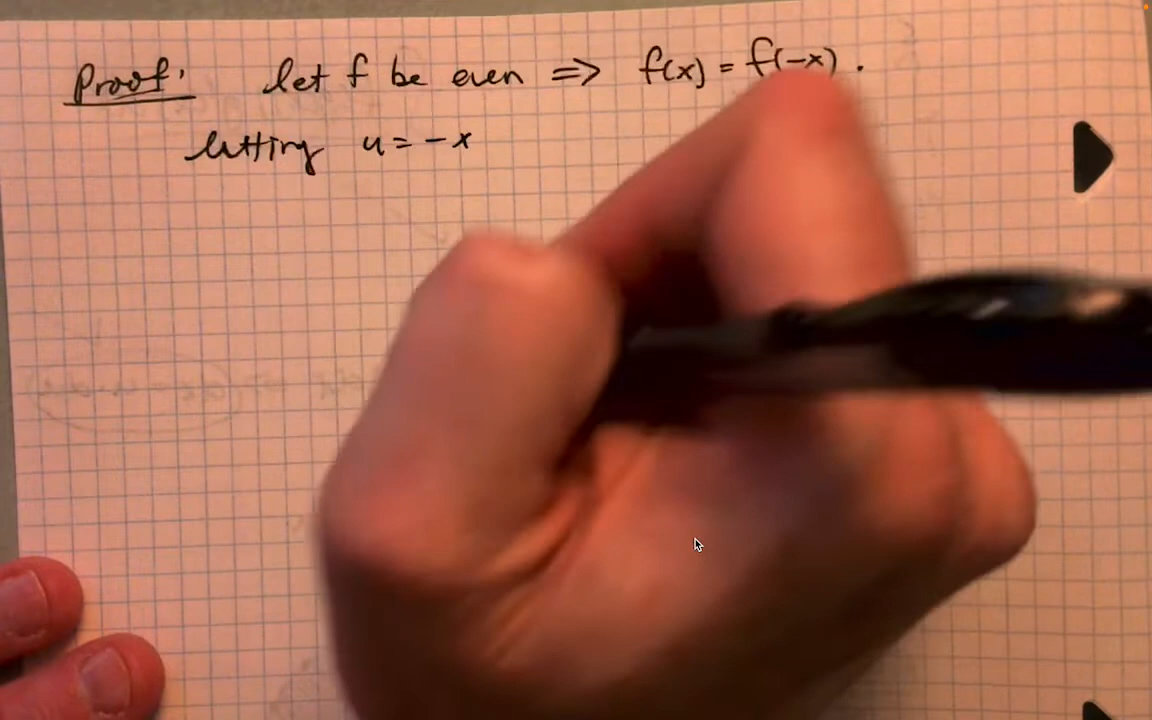 Proof: let f be even => f(x) = f(-x).
letting u = -x